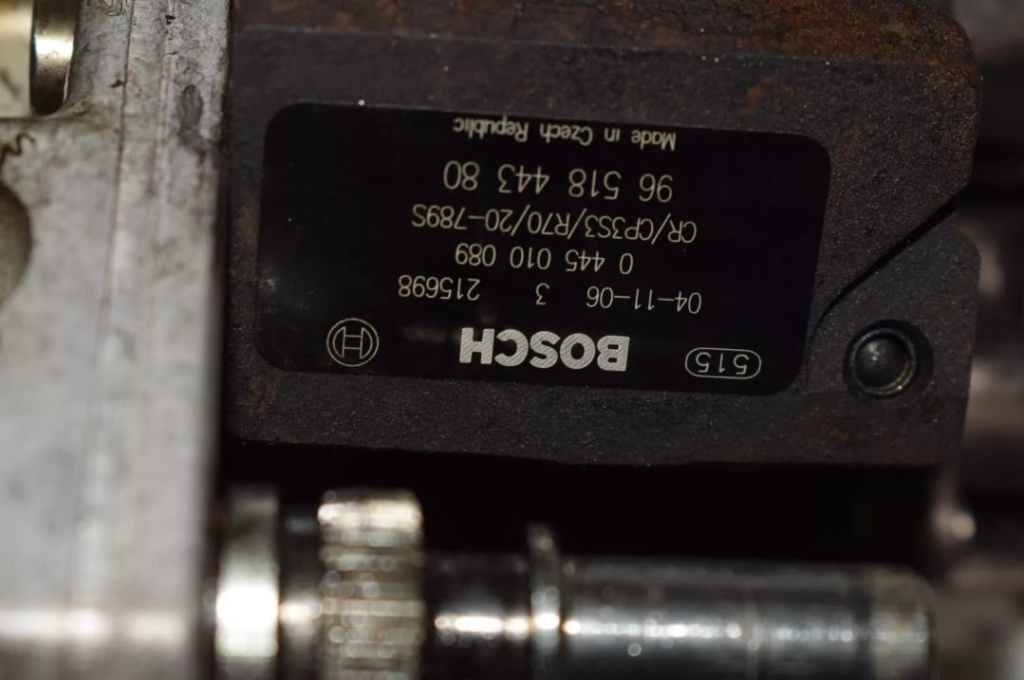 515 BOSCH
04-11-06 3 215698
0 445 010 089
CR/CP3S3/R70/20-789S
96 518 443 80
Made in Czech Republic